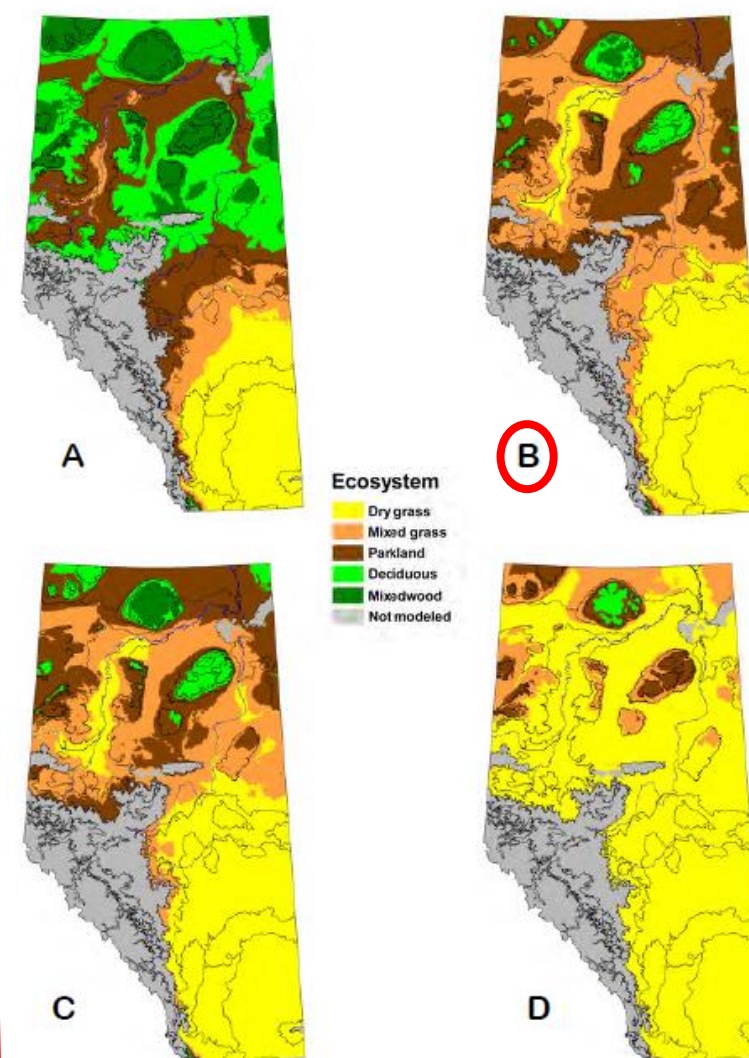 A
B
Ecosystem
Dry grass
Mixed grass
Parkland
Deciduous
Mixedwood
Not modeled
C
D